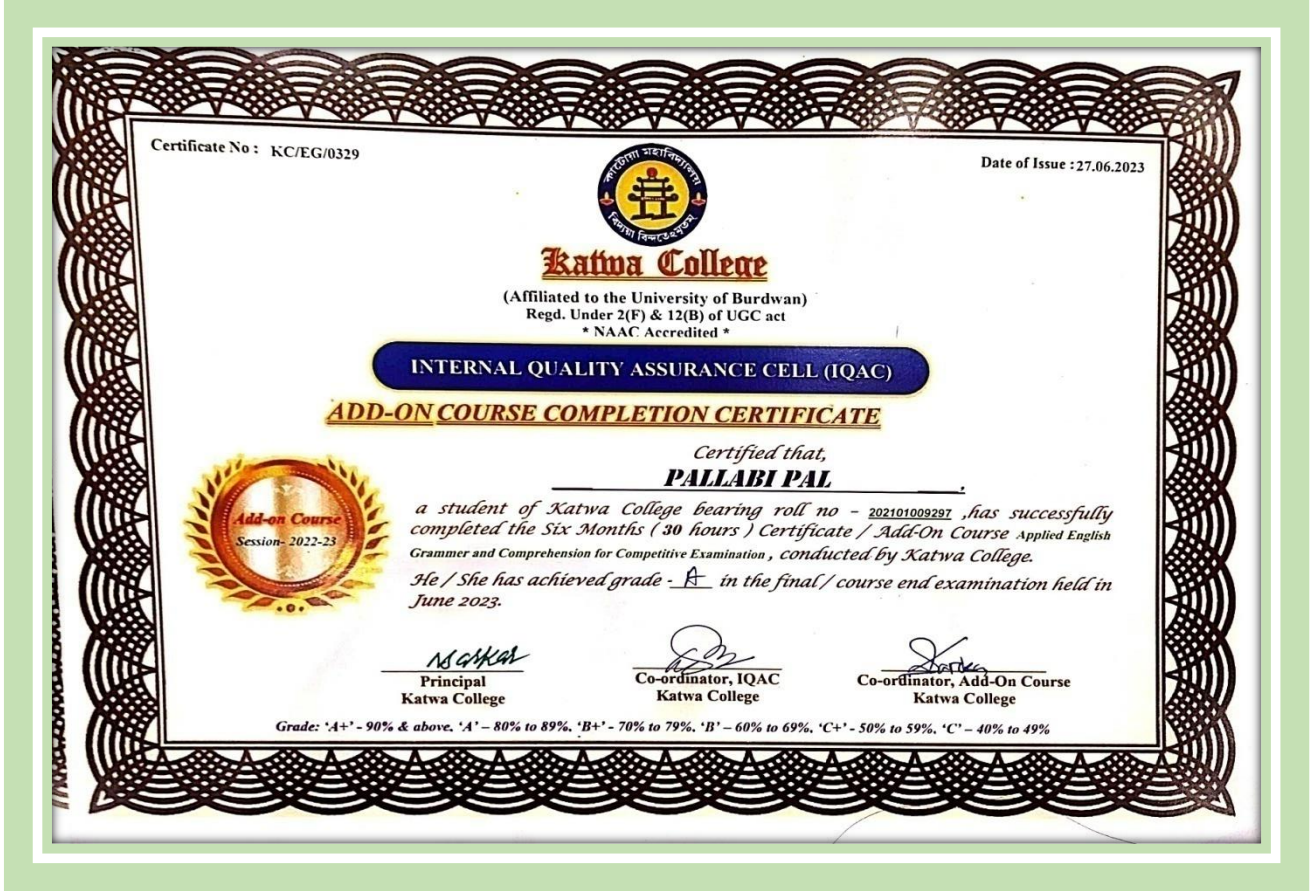 Certificate No : KC/EG/0329
Date of Issue :27.06.2023
কাটোয়া মহাবিদ্যালয়
বিদ্যয়া বিন্দতেঽমৃতম্
Katwa College
(Affiliated to the University of Burdwan)
Regd. Under 2(F) & 12(B) of UGC act
* NAAC Accredited *
INTERNAL QUALITY ASSURANCE CELL (IQAC)
ADD-ON COURSE COMPLETION CERTIFICATE
Certified that,
PALLABI PAL ,
Add-on Course
Session- 2022-23
a student of Katwa College bearing roll no - 202101009297 ,has successfully
completed the Six Months ( 30 hours ) Certificate / Add-On Course Applied English
Grammer and Comprehension for Competitive Examination , conducted by Katwa College.
He / She has achieved grade - A in the final / course end examination held in
June 2023.
Principal
Katwa College
Co-ordinator, IQAC
Katwa College
Co-ordinator, Add-On Course
Katwa College
Grade: ‘A+’ - 90% & above, ‘A’ – 80% to 89%, ‘B+’ - 70% to 79%, ‘B’ – 60% to 69%, ‘C+’ - 50% to 59%, ‘C’ – 40% to 49%